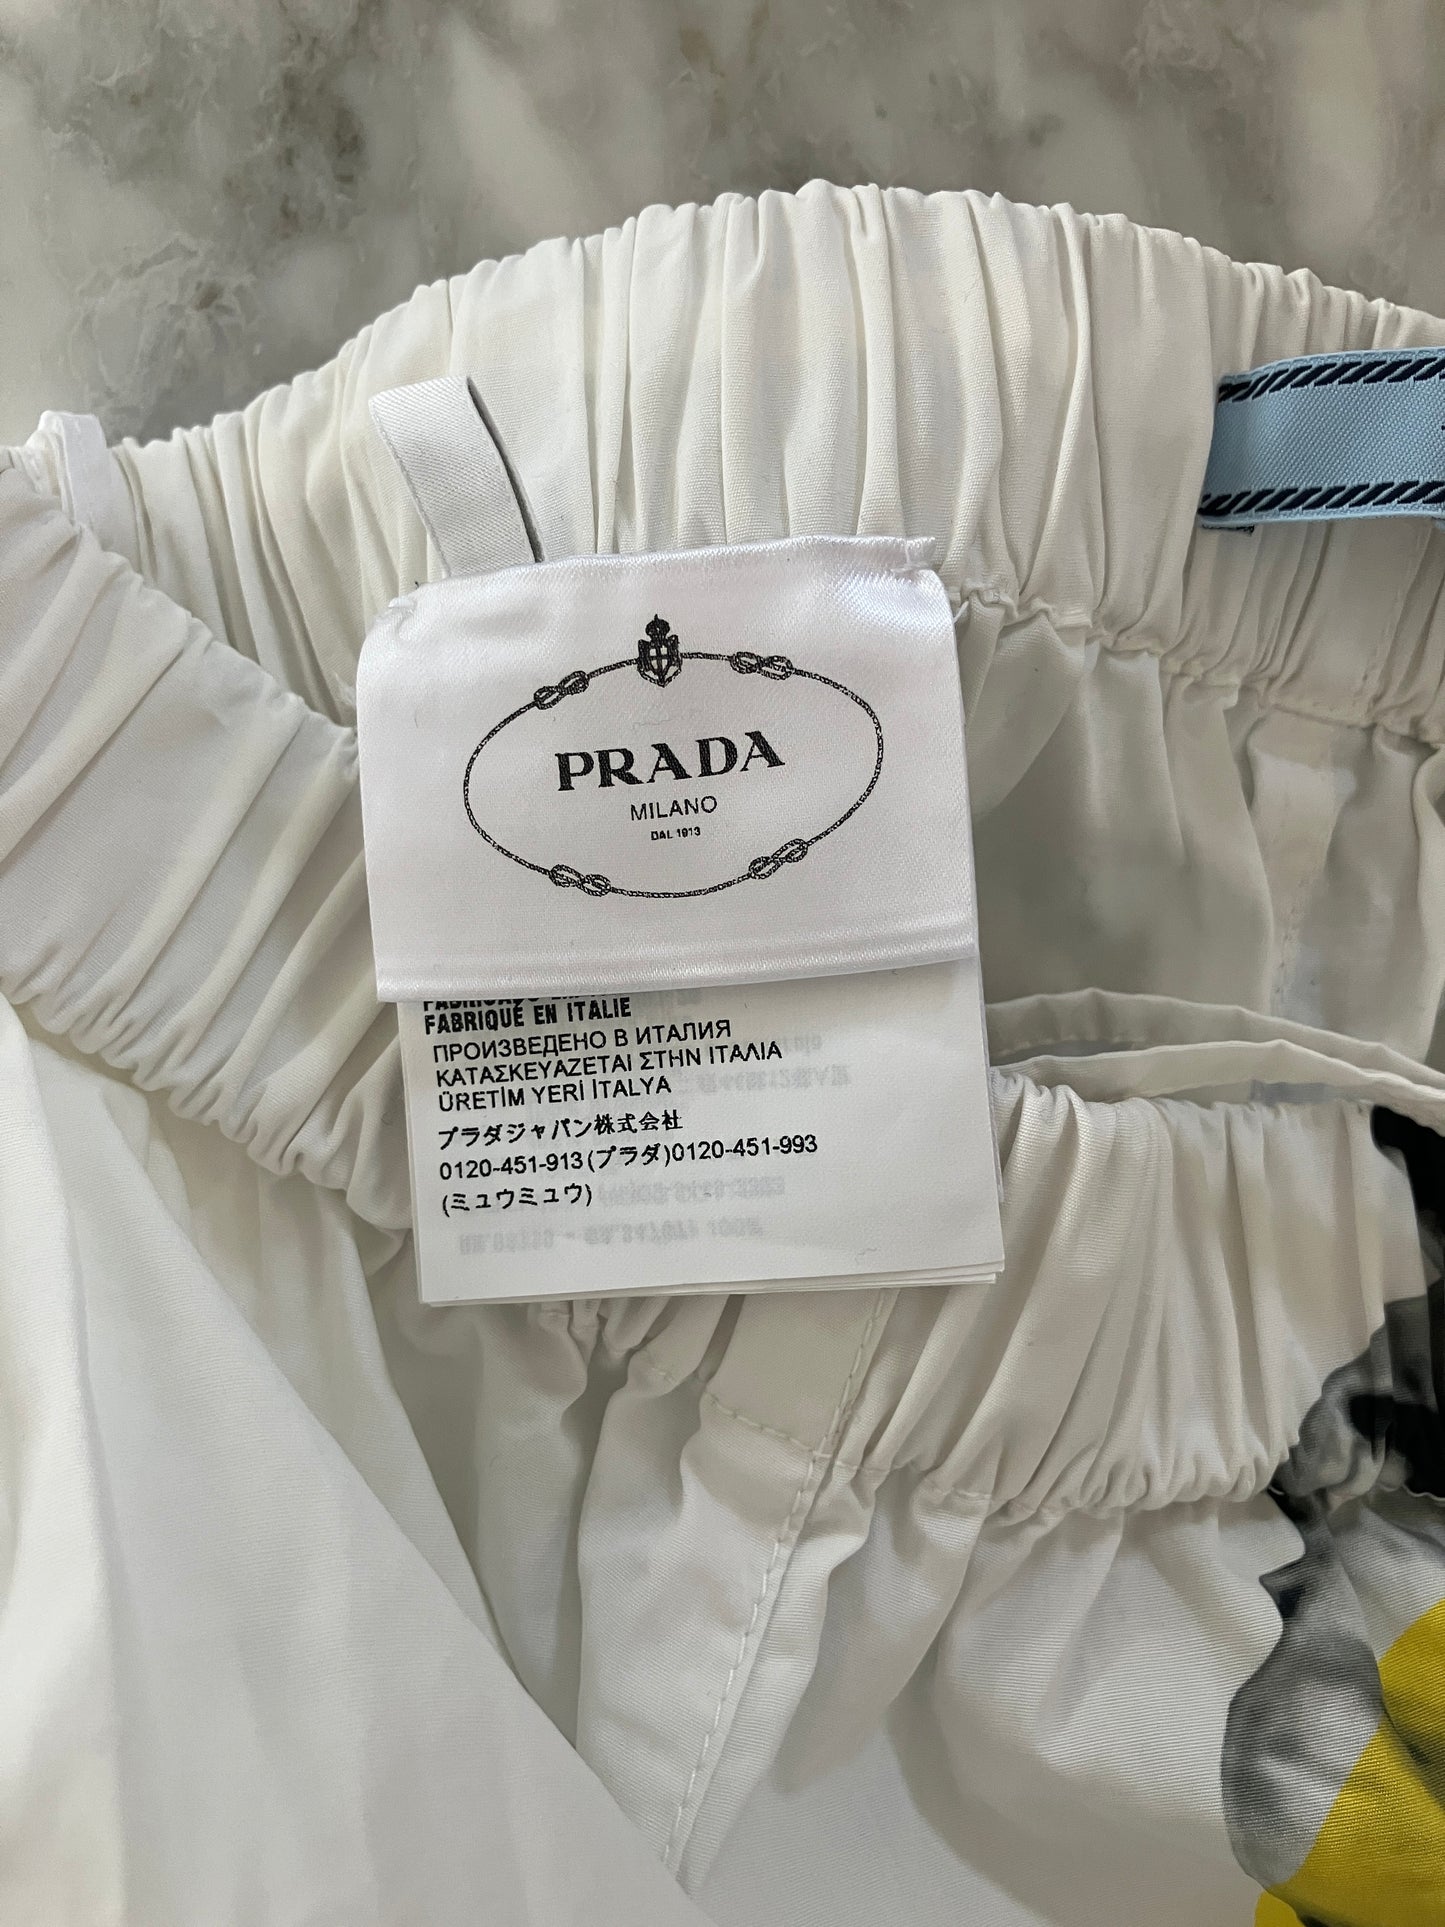 PRADA
MILANO
DAL 1913
FABRIQUÉ EN ITALIE
ПРОИЗВЕДЕНО В ИТАЛИЯ
ΚΑΤΑΣΚΕΥΑΖΕΤΑΙ ΣΤΗΝ ΙΤΑΛΙΑ
ÜRETİM YERİ İTALYA
プラダジャパン株式会社
0120-451-913(プラダ)0120-451-993
(ミュウミュウ)